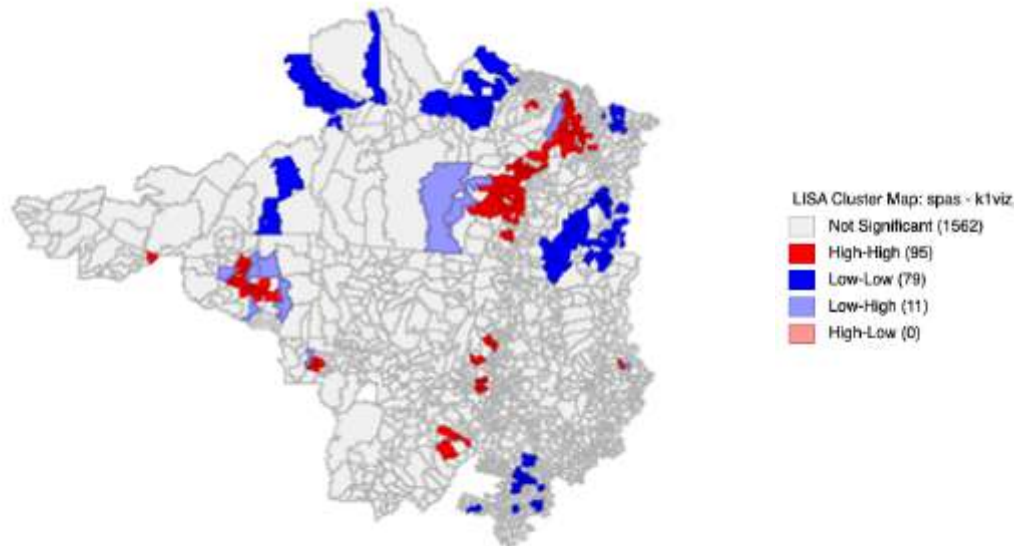 LISA Cluster Map: spas - k1viz
Not Significant (1562)
High-High (95)
Low-Low (79)
Low-High (11)
High-Low (0)